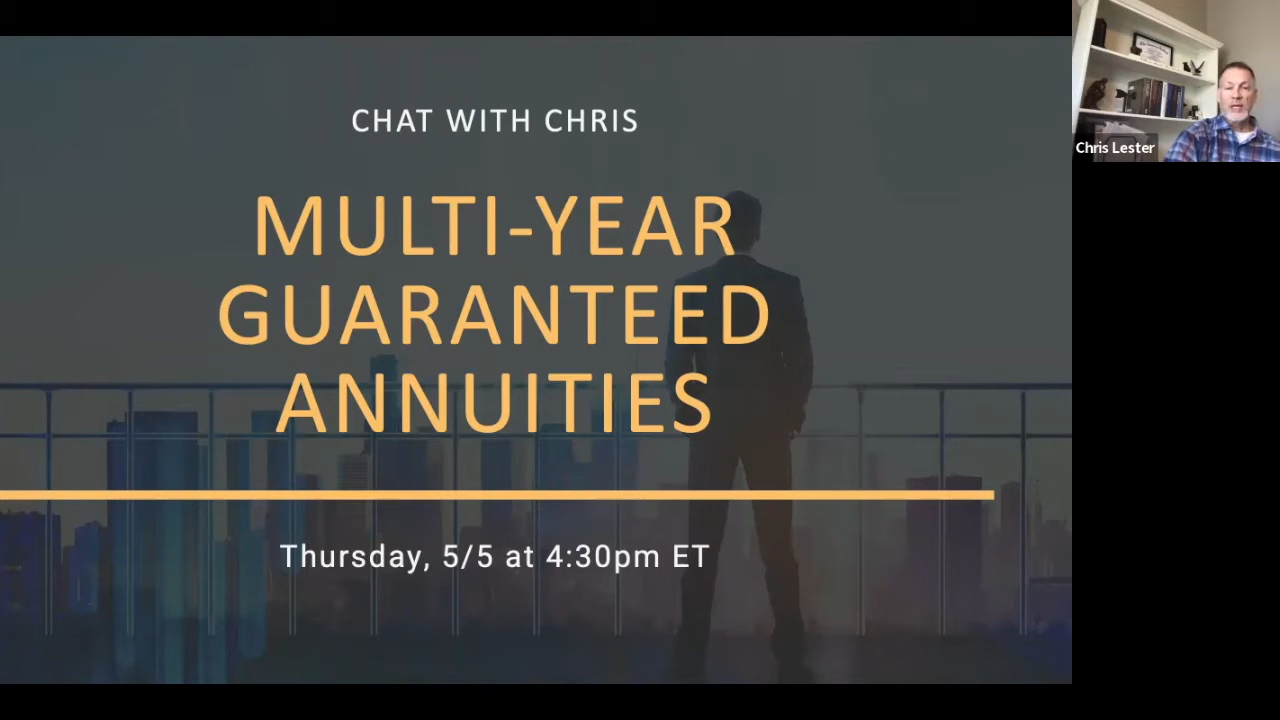 CHAT WITH CHRIS
MULTI-YEAR
GUARANTEED
ANNUITIES
Thursday, 5/5 at 4:30pm ET
Chris Lester